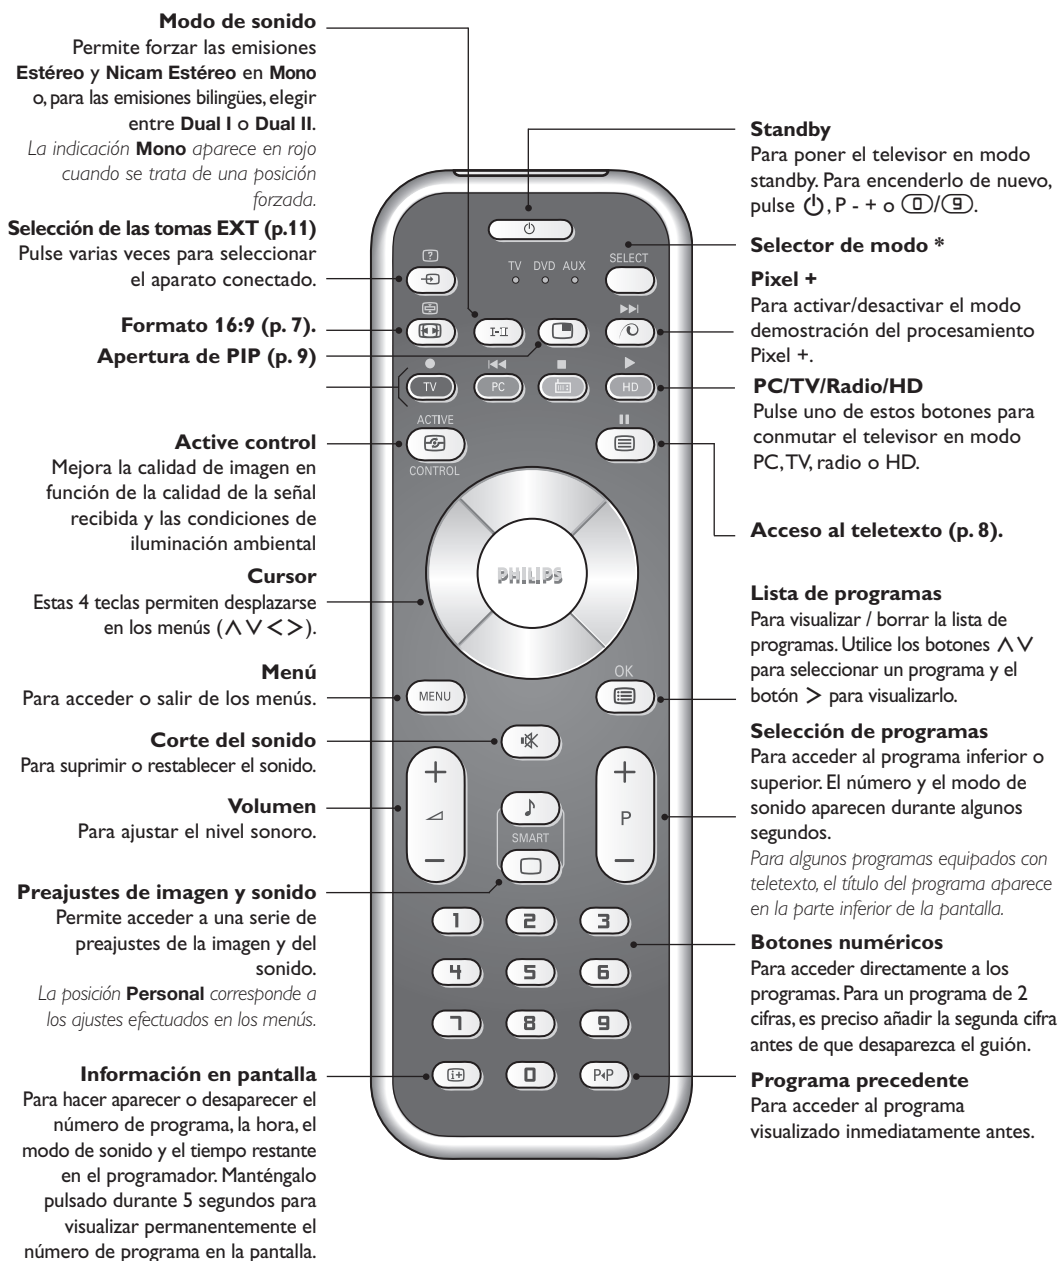 Modo de sonido
Permite forzar las emisiones
Estéreo y Nicam Estéreo en Mono
o, para las emisiones bilingües, elegir
entre Dual I o Dual II.
La indicación Mono aparece en rojo
cuando se trata de una posición
forzada.
Selección de las tomas EXT (p.11)
Pulse varias veces para seleccionar
el aparato conectado.
Formato 16:9 (p. 7).
Apertura de PIP (p. 9)
Active control
Mejora la calidad de imagen en
función de la calidad de la señal
recibida y las condiciones de
iluminación ambiental
Cursor
Estas 4 teclas permiten desplazarse
en los menús (∧∨<>).
Menú
Para acceder o salir de los menús.
Corte del sonido
Para suprimir o restablecer el sonido.
Volumen
Para ajustar el nivel sonoro.
Preajustes de imagen y sonido
Permite acceder a una serie de
preajustes de la imagen y del
sonido.
La posición Personal corresponde a
los ajustes efectuados en los menús.
Información en pantalla
Para hacer aparecer o desaparecer el
número de programa, la hora, el
modo de sonido y el tiempo restante
en el programador. Manténgalo
pulsado durante 5 segundos para
visualizar permanentemente el
número de programa en la pantalla.
TV DVD AUX
SELECT
I-II
TV
PC
HD
ACTIVE
CONTROL
PHILIPS
OK
MENU
+
+
P
SMART
−
−
1 2 3
4 5 6
7 8 9
i+ 0 P◂P
Standby
Para poner el televisor en modo
standby. Para encenderlo de nuevo,
pulse ⏻, P - + o 0/9.
Selector de modo *
Pixel +
Para activar/desactivar el modo
demostración del procesamiento
Pixel +.
PC/TV/Radio/HD
Pulse uno de estos botones para
conmutar el televisor en modo
PC, TV, radio o HD.
Acceso al teletexto (p. 8).
Lista de programas
Para visualizar / borrar la lista de
programas. Utilice los botones ∧∨
para seleccionar un programa y el
botón > para visualizarlo.
Selección de programas
Para acceder al programa inferior o
superior. El número y el modo de
sonido aparecen durante algunos
segundos.
Para algunos programas equipados con
teletexto, el título del programa aparece
en la parte inferior de la pantalla.
Botones numéricos
Para acceder directamente a los
programas. Para un programa de 2
cifras, es preciso añadir la segunda cifra
antes de que desaparezca el guión.
Programa precedente
Para acceder al programa
visualizado inmediatamente antes.